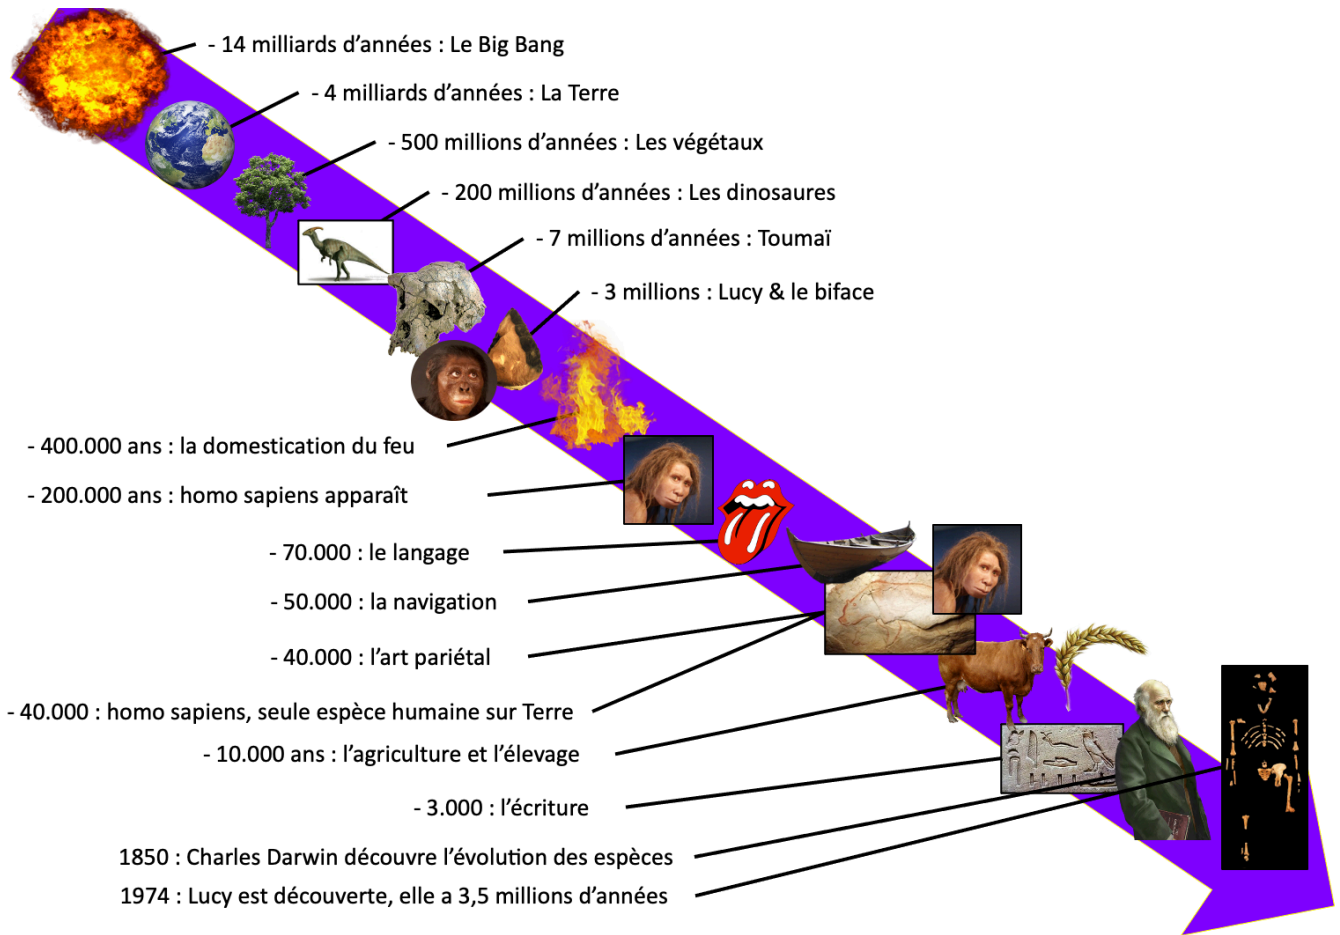 - 14 milliards d’années : Le Big Bang
- 4 milliards d’années : La Terre
- 500 millions d’années : Les végétaux
- 200 millions d’années : Les dinosaures
- 7 millions d’années : Toumaï
- 3 millions : Lucy & le biface
- 400.000 ans : la domestication du feu
- 200.000 ans : homo sapiens apparaît
- 70.000 : le langage
- 50.000 : la navigation
- 40.000 : l’art pariétal
- 40.000 : homo sapiens, seule espèce humaine sur Terre
- 10.000 ans : l’agriculture et l’élevage
- 3.000 : l’écriture
1850 : Charles Darwin découvre l’évolution des espèces
1974 : Lucy est découverte, elle a 3,5 millions d’années